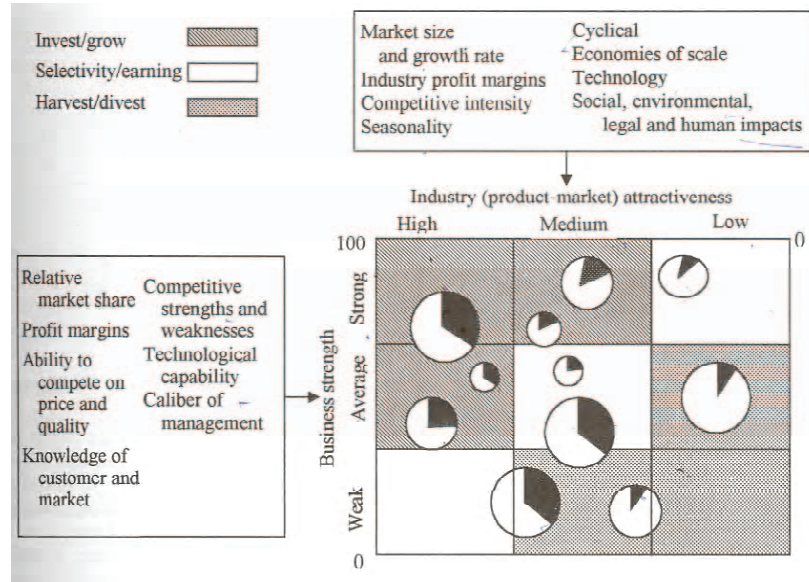 Invest/grow
Selectivity/earning
Harvest/divest
Market size
and growth rate
Industry profit margins
Competitive intensity
Seasonality
Cyclical
Economies of scale
Technology
Social, environmental,
legal and human impacts
Industry (product-market) attractiveness
High Medium Low
100 0
Relative
market share
Profit margins
Ability to
compete on
price and
quality
Knowledge of
customer and
market
Competitive
strengths and
weaknesses
Technological
capability
Caliber of
management
Business strength
Strong
Average
Weak
0